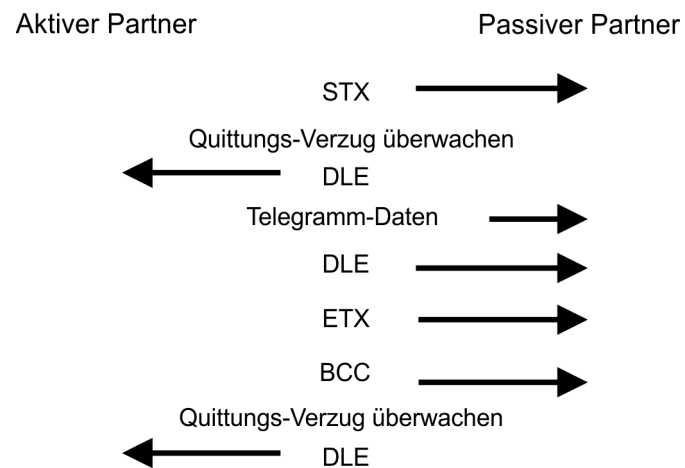 Aktiver Partner Passiver Partner
STX
Quittungs-Verzug überwachen
DLE
Telegramm-Daten
DLE
ETX
BCC
Quittungs-Verzug überwachen
DLE